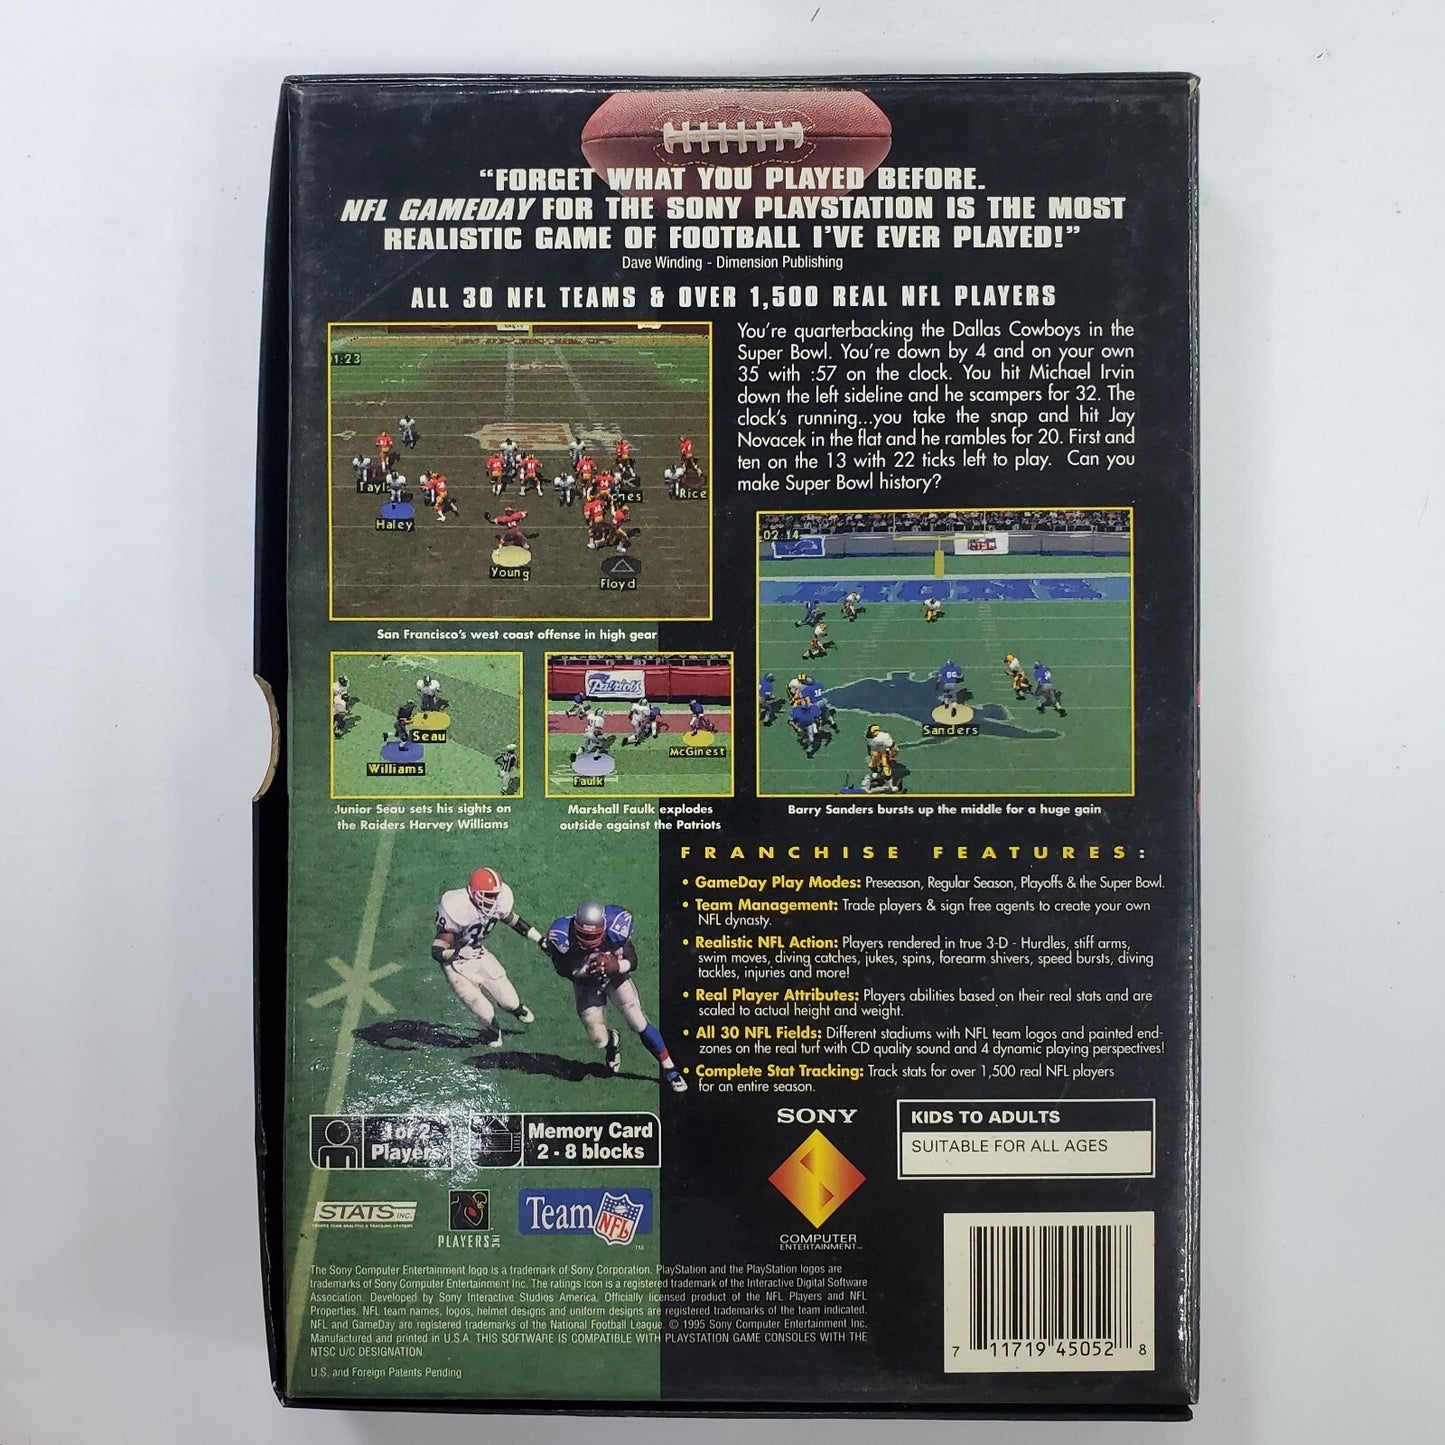 "FORGET WHAT YOU PLAYED BEFORE.
NFL GAMEDAY FOR THE SONY PLAYSTATION IS THE MOST
REALISTIC GAME OF FOOTBALL I'VE EVER PLAYED!"
Dave Winding - Dimension Publishing
ALL 30 NFL TEAMS & OVER 1,500 REAL NFL PLAYERS
You're quarterbacking the Dallas Cowboys in the
Super Bowl. You're down by 4 and on your own
35 with :57 on the clock. You hit Michael Irvin
down the left sideline and he scampers for 32. The
clock's running...you take the snap and hit Jay
Novacek in the flat and he rambles for 20. First and
ten on the 13 with 22 ticks left to play. Can you
make Super Bowl history?
1:23
Tayl
Haley
Young
Floyd
Rice
San Francisco's west coast offense in high gear
02:14
Sanders
Barry Sanders bursts up the middle for a huge gain
Seau
Williams
Junior Seau sets his sights on
the Raiders Harvey Williams
Patriots
McGinest
Faulk
Marshall Faulk explodes
outside against the Patriots
FRANCHISE FEATURES:
• GameDay Play Modes: Preseason, Regular Season, Playoffs & the Super Bowl.
• Team Management: Trade players & sign free agents to create your own
NFL dynasty.
• Realistic NFL Action: Players rendered in true 3-D - Hurdles, stiff arms,
swim moves, diving catches, jukes, spins, forearm shivers, speed bursts, diving
tackles, injuries and more!
• Real Player Attributes: Players abilities based on their real stats and are
scaled to actual height and weight.
• All 30 NFL Fields: Different stadiums with NFL team logos and painted end-
zones on the real turf with CD quality sound and 4 dynamic playing perspectives!
• Complete Stat Tracking: Track stats for over 1,500 real NFL players
for an entire season.
1 or 2
Players
Memory Card
2 - 8 blocks
SONY
COMPUTER
ENTERTAINMENT™
KIDS TO ADULTS
SUITABLE FOR ALL AGES
STATS INC.
SPORTS TEAM ANALYSIS & TRACKING SYSTEMS
PLAYERS INC
Team NFL
TM
The Sony Computer Entertainment logo is a trademark of Sony Corporation. PlayStation and the PlayStation logos are
trademarks of Sony Computer Entertainment Inc. The ratings icon is a registered trademark of the Interactive Digital Software
Association. Developed by Sony Interactive Studios America. Officially licensed product of the NFL Players and NFL
Properties. NFL team names, logos, helmet designs and uniform designs are registered trademarks of the team indicated.
NFL and GameDay are registered trademarks of the National Football League. © 1995 Sony Computer Entertainment Inc.
Manufactured and printed in U.S.A. THIS SOFTWARE IS COMPATIBLE WITH PLAYSTATION GAME CONSOLES WITH THE
NTSC U/C DESIGNATION
U.S. and Foreign Patents Pending
7 11719 45052 8